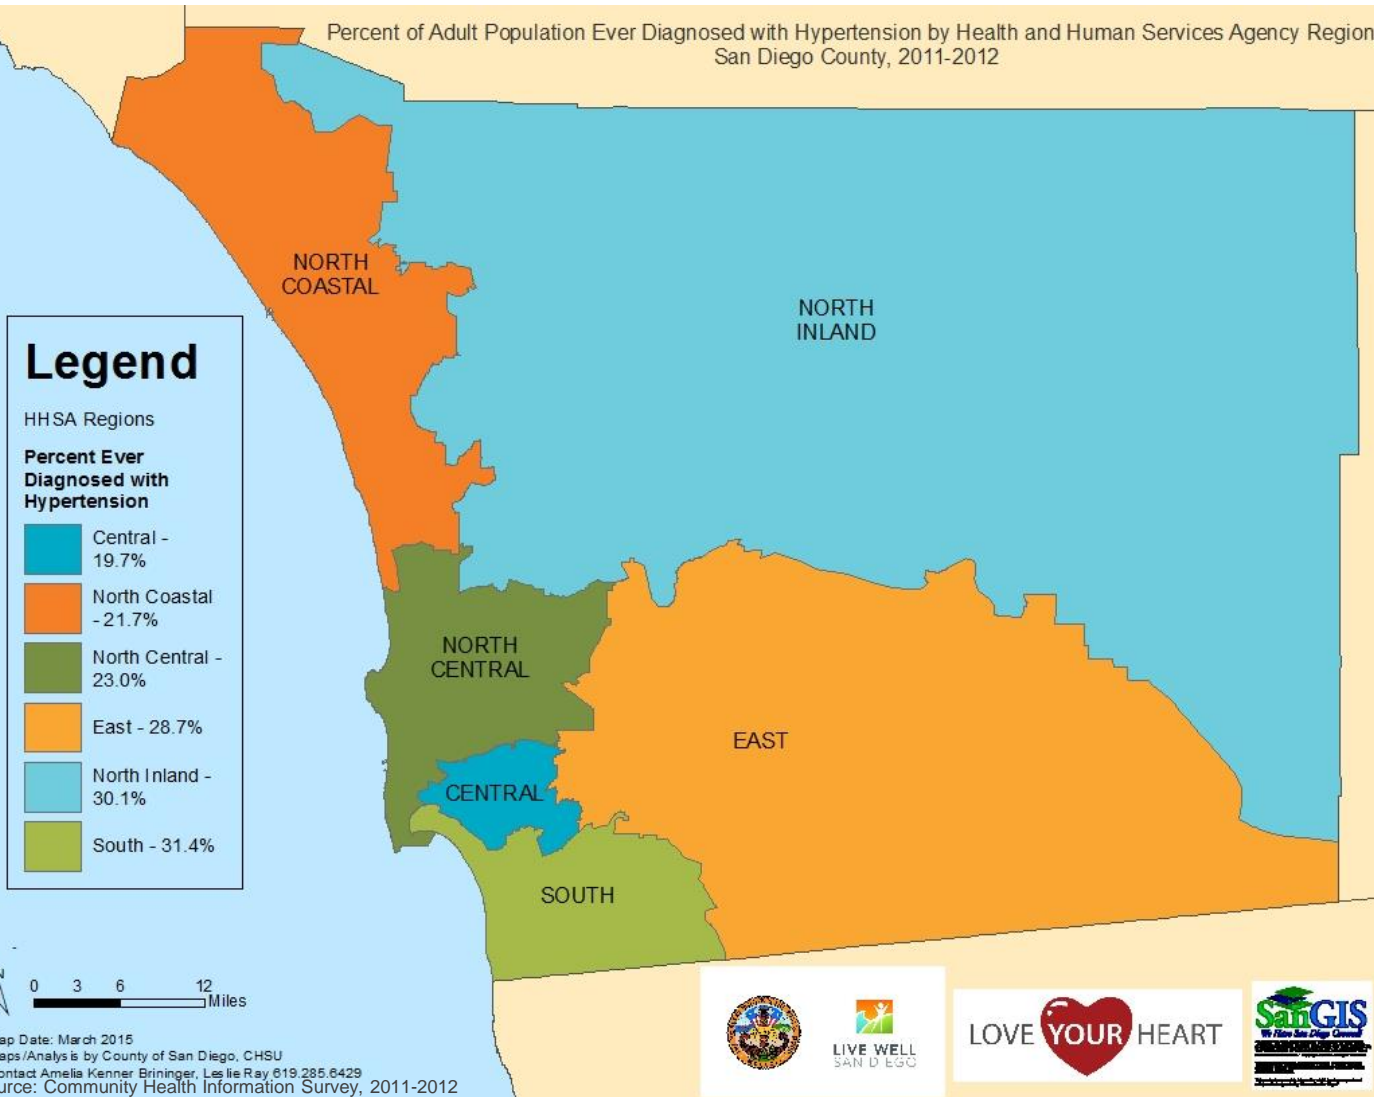 Percent of Adult Population Ever Diagnosed with Hypertension by Health and Human Services Agency Region
San Diego County, 2011-2012
NORTH
COASTAL
NORTH
INLAND
NORTH
CENTRAL
EAST
CENTRAL
SOUTH
Legend
HHSA Regions
Percent Ever
Diagnosed with
Hypertension
Central -
19.7%
North Coastal
- 21.7%
North Central -
23.0%
East - 28.7%
North Inland -
30.1%
South - 31.4%
N
0 3 6 12
Miles
ap Date: March 2015
aps/Analysis by County of San Diego, CHSU
ontact Amelia Kenner Brininger, Leslie Ray 619.285.6429
urce: Community Health Information Survey, 2011-2012
LIVE WELL
SAN DIEGO
LOVE YOUR HEART
SanGIS
We Have San Diego Covered!